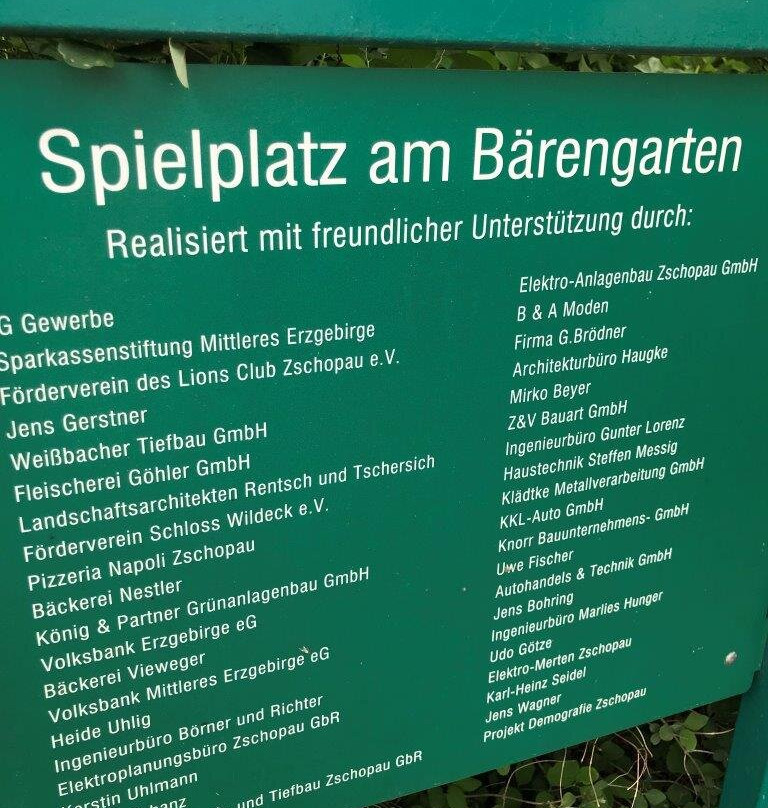 Spielplatz am Bärengarten
Realisiert mit freundlicher Unterstützung durch:
G Gewerbe
Sparkassenstiftung Mittleres Erzgebirge
Förderverein des Lions Club Zschopau e.V.
Jens Gerstner
Weißbacher Tiefbau GmbH
Fleischerei Göhler GmbH
Landschaftsarchitekten Rentsch und Tschersich
Förderverein Schloss Wildeck e.V.
Pizzeria Napoli Zschopau
Bäckerei Nestler
König & Partner Grünanlagenbau GmbH
Volksbank Erzgebirge eG
Bäckerei Vieweger
Volksbank Mittleres Erzgebirge eG
Heide Uhlig
Ingenieurbüro Börner und Richter
Elektroplanungsbüro Zschopau GbR
Kerstin Uhlmann
und Tiefbau Zschopau GbR
Elektro-Anlagenbau Zschopau GmbH
B & A Moden
Firma G.Brödner
Architekturbüro Haugke
Mirko Beyer
Z&V Bauart GmbH
Ingenieurbüro Gunter Lorenz
Haustechnik Steffen Messig
Klädtke Metallverarbeitung GmbH
KKL-Auto GmbH
Knorr Bauunternehmens- GmbH
Uwe Fischer
Autohandels & Technik GmbH
Jens Bohring
Ingenieurbüro Marlies Hunger
Udo Götze
Elektro-Merten Zschopau
Karl-Heinz Seidel
Jens Wagner
Projekt Demografie Zschopau